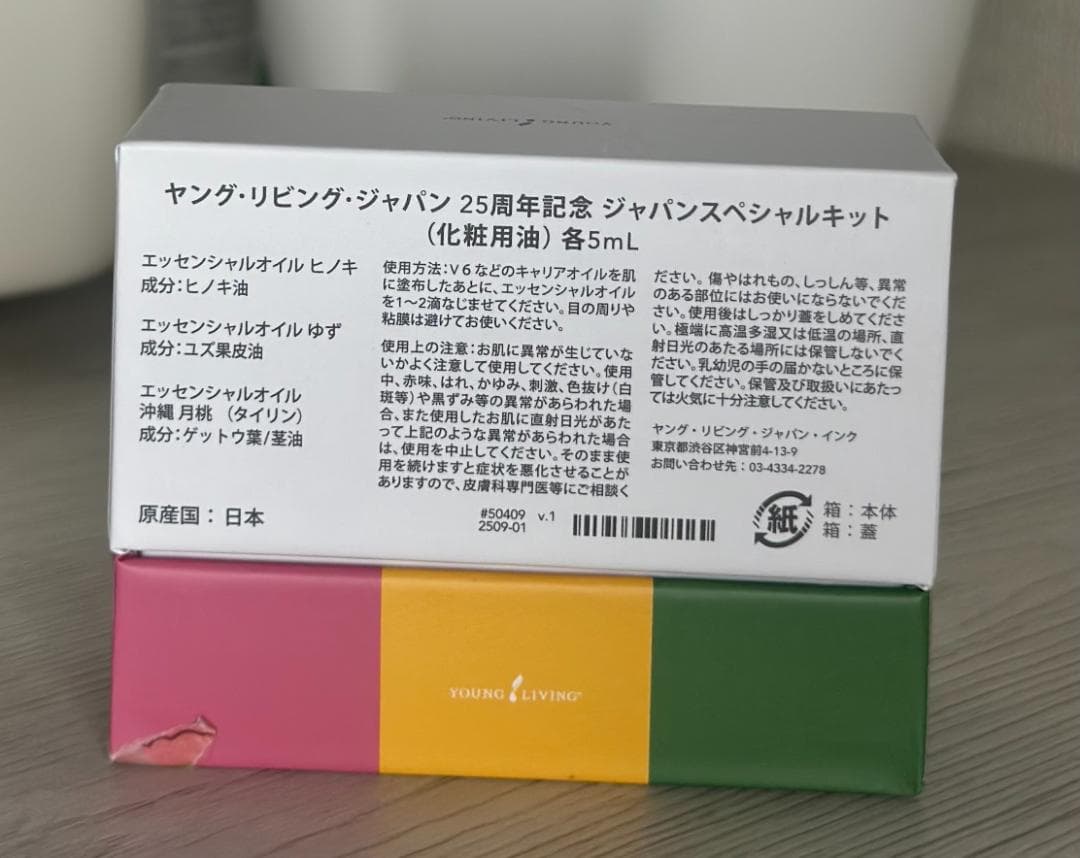 YOUNG LIVING
ヤング・リビング・ジャパン 25周年記念 ジャパンスペシャルキット
（化粧用油）各5mL
エッセンシャルオイル ヒノキ
成分：ヒノキ油
エッセンシャルオイル ゆず
成分：ユズ果皮油
エッセンシャルオイル
沖縄 月桃 （タイリン）
成分：ゲットウ葉/茎油
使用方法：V6などのキャリアオイルを肌
に塗布したあとに、エッセンシャルオイル
を1〜2滴なじませてください。目の周りや
粘膜は避けてお使いください。
使用上の注意：お肌に異常が生じていな
いかよく注意して使用してください。使用
中、赤味、はれ、かゆみ、刺激、色抜け（白
斑等）や黒ずみ等の異常があらわれた場
合、また使用したお肌に直射日光があた
って上記のような異常があらわれた場合
は、使用を中止してください。そのまま使
用を続けますと症状を悪化させることが
ありますので、皮膚科専門医等にご相談く
ださい。傷やはれもの、しっしん等、異常
のある部位にはお使いにならないでくだ
さい。使用後はしっかり蓋をしめてくださ
い。極端に高温多湿又は低温の場所、直
射日光のあたる場所には保管しないでく
ださい。乳幼児の手の届かないところに保
管してください。保管及び取扱いにあたっ
ては火気に十分注意してください。
ヤング・リビング・ジャパン・インク
東京都渋谷区神宮前4-13-9
お問い合わせ先：03-4334-2278
原産国：日本
#50409 v.1
2509-01
紙
箱：本体
箱：蓋
YOUNG LIVING™